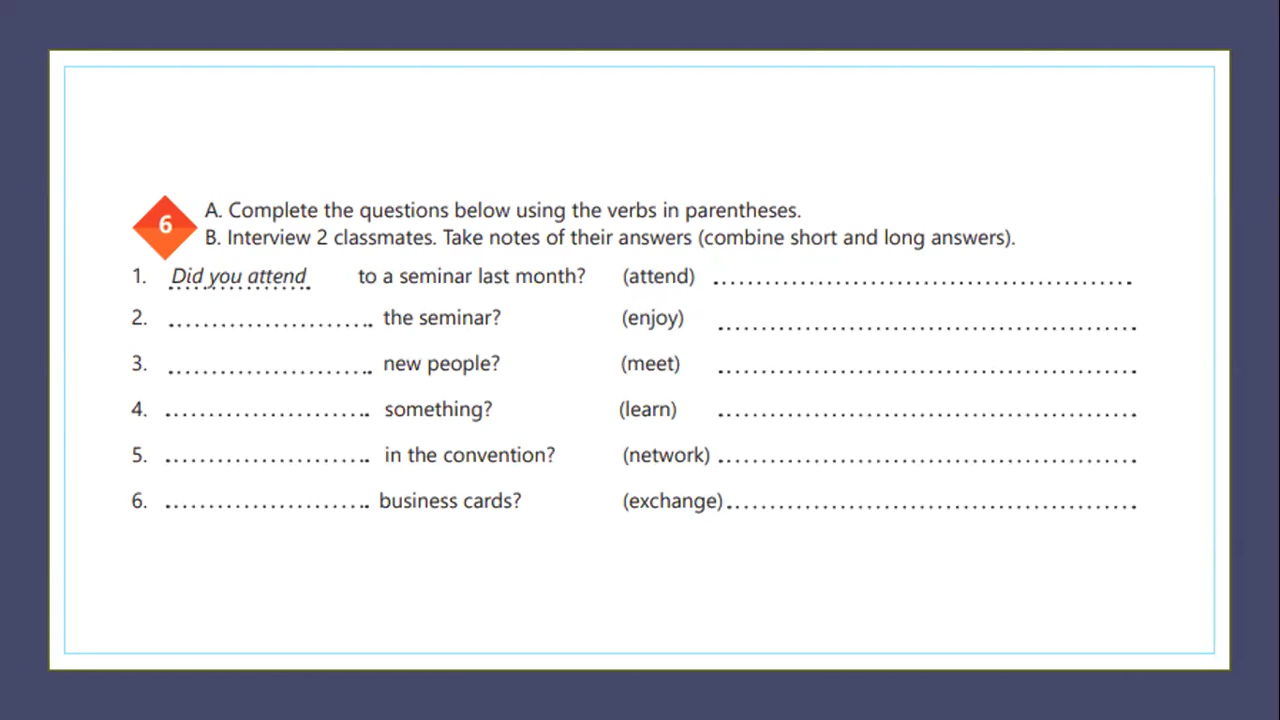 6
A. Complete the questions below using the verbs in parentheses.
B. Interview 2 classmates. Take notes of their answers (combine short and long answers).
1. Did you attend to a seminar last month? (attend) ........................................
2. ........................ the seminar? (enjoy) ........................................
3. ........................ new people? (meet) ........................................
4. ........................ something? (learn) ........................................
5. ........................ in the convention? (network) ........................................
6. ........................ business cards? (exchange) ........................................